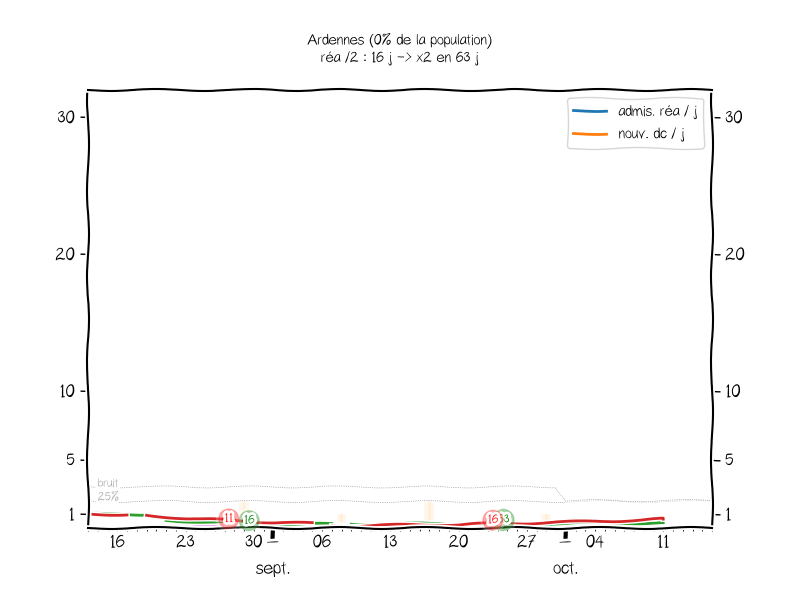 Ardennes (0% de la population)
réa /2 : 16 j -> x2 en 63 j
admis. réa / j
nouv. dc / j
30 30
20 20
10 10
5 5
bruit
25%
1 1
11 16 16 63
16 23 30 06 13 20 27 04 11
sept. oct.